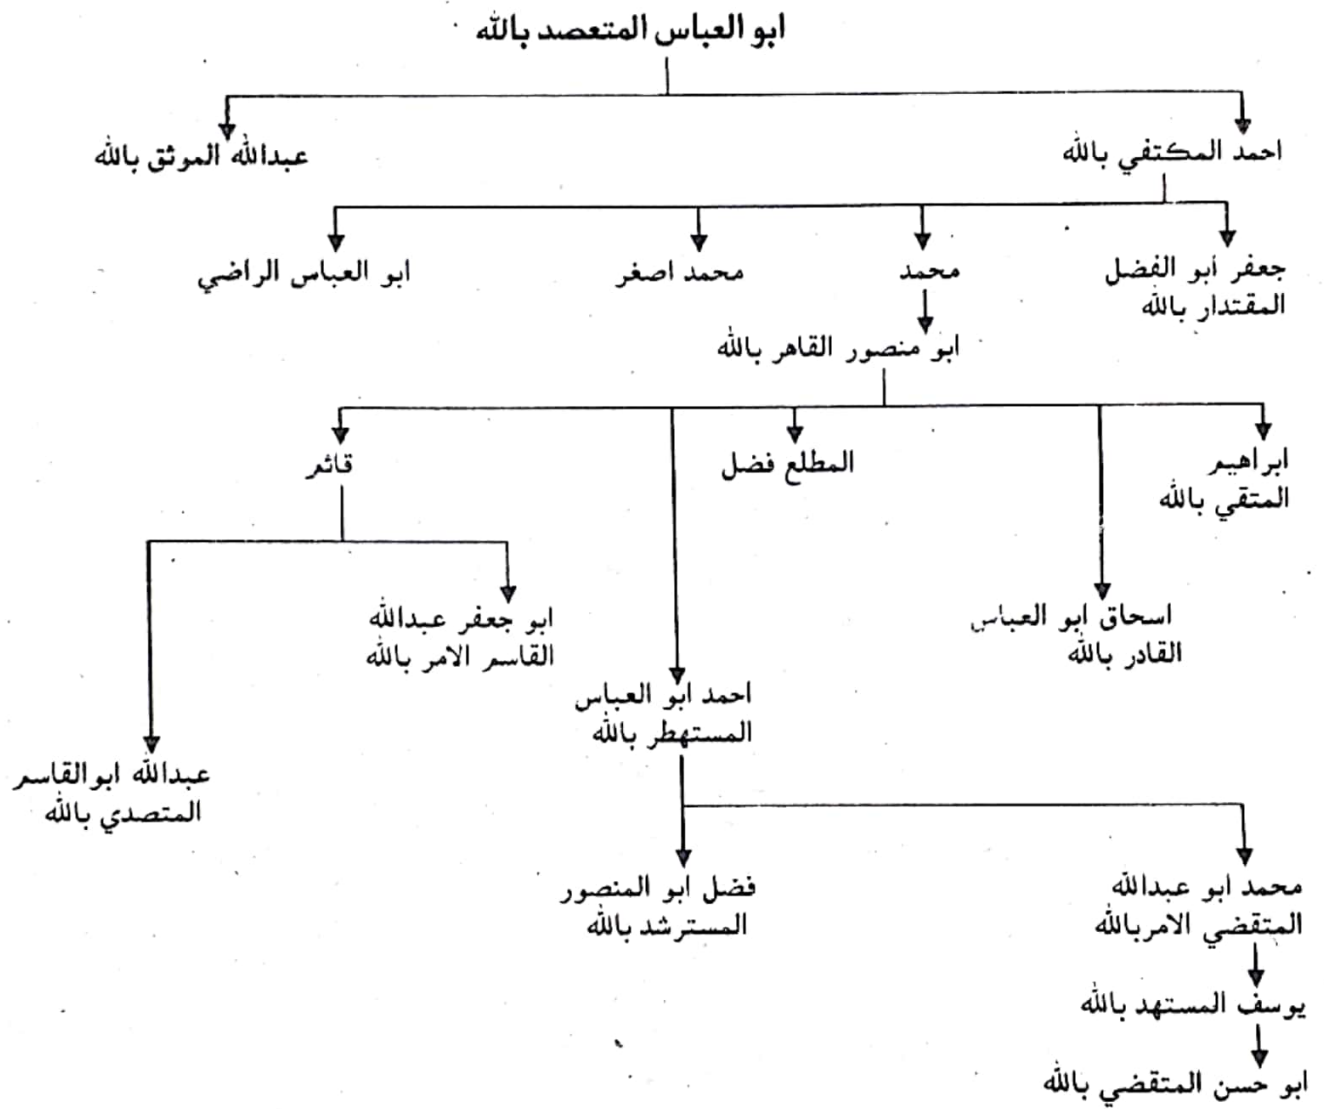 ابو العباس المتعصد بالله
احمد المكتفي بالله
عبدالله الموثق بالله
جعفر ابو الفضل
المقتدار بالله
محمد
محمد اصغر
ابو العباس الراضي
ابو منصور القاهر بالله
ابراهيم
المتقي بالله
المطلع فضل
قائم
اسحاق ابو العباس
القادر بالله
ابو جعفر عبدالله
القاسم الامر بالله
احمد ابو العباس
المستهطر بالله
عبدالله ابوالقاسم
المتصدي بالله
محمد ابو عبدالله
المتقضي الامربالله
فضل ابو المنصور
المسترشد بالله
يوسف المستهد بالله
ابو حسن المتقضي بالله